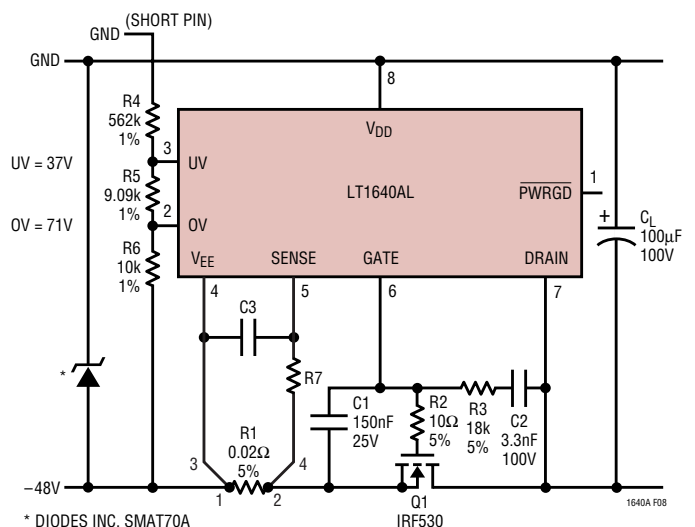 (SHORT PIN)
GND
GND
8
R4
562k
1%
VDD
3
UV
UV = 37V
R5
9.09k
1%
LT1640AL
PWRGD
1
2
OV
OV = 71V
R6
10k
1%
+
CL
100µF
100V
VEE
SENSE
GATE
DRAIN
4
5
6
7
C3
R7
*
C1
150nF
25V
R2
10Ω
5%
R3
18k
5%
C2
3.3nF
100V
R1
0.02Ω
5%
3
4
–48V
1
2
Q1
IRF530
1640A F08
* DIODES INC. SMAT70A